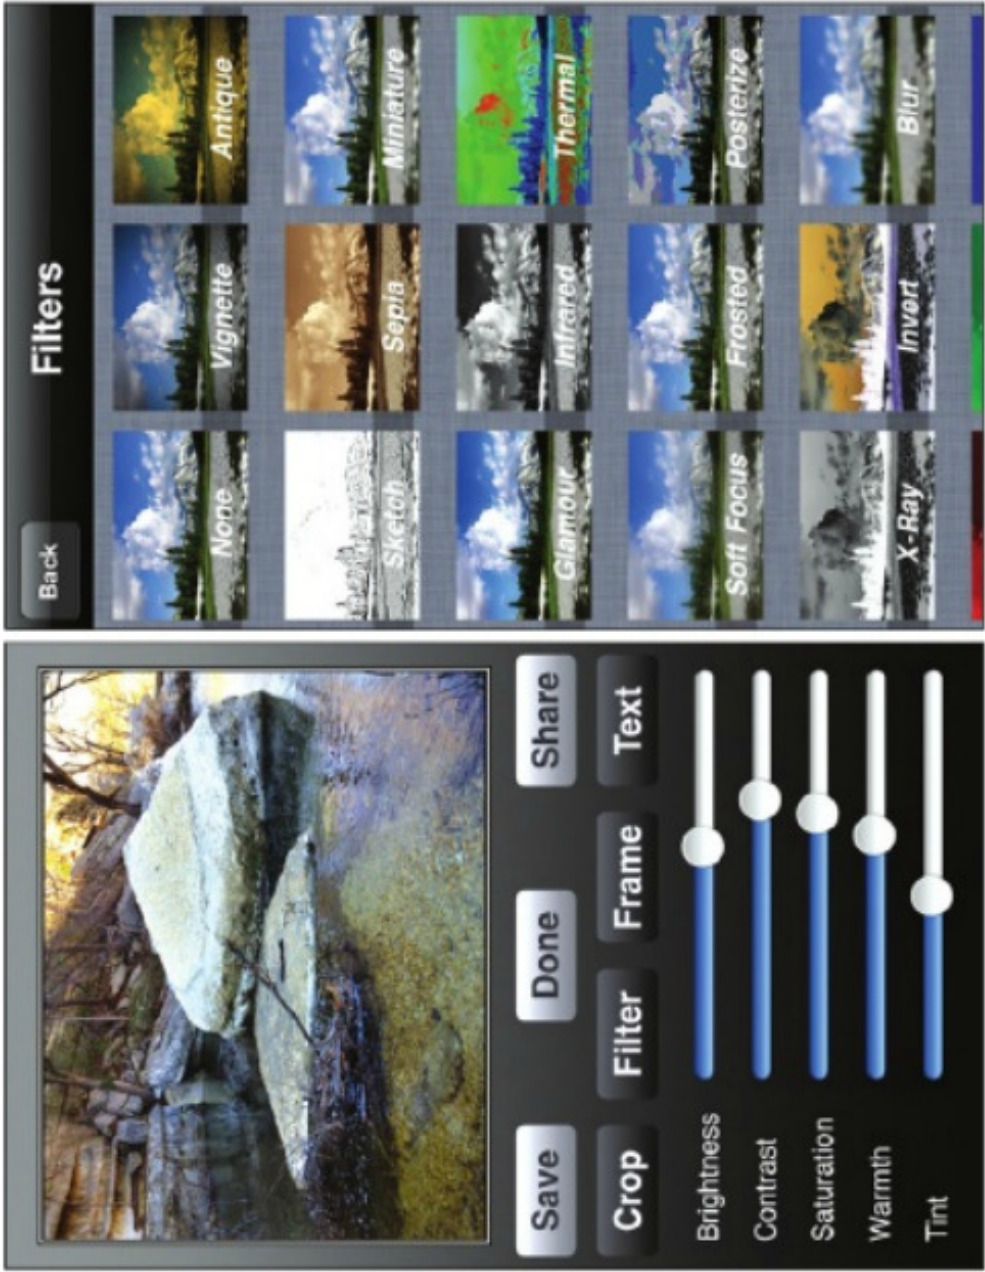 Save Done Share
Crop Filter Frame Text
Brightness
Contrast
Saturation
Warmth
Tint
Back Filters
None Vignette Antique
Sketch Sepia Miniature
Glamour Infrared Thermal
Soft Focus Frosted Posterize
X-Ray Invert Blur